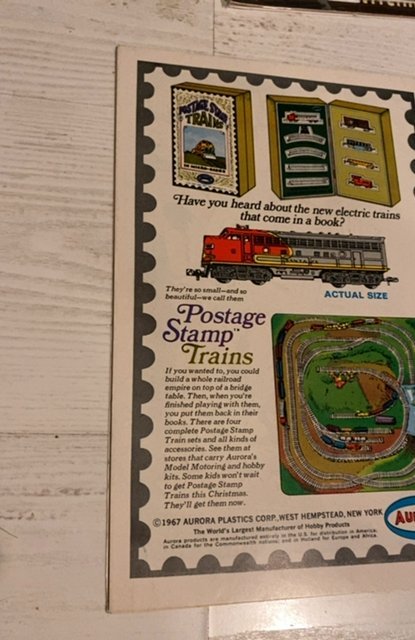 POSTAGE STAMP
TRAINS
Have you heard about the new electric trains
that come in a book?
SANTA FE
They're so small—and so
beautiful—we call them
ACTUAL SIZE
Postage
Stamp™
Trains
If you wanted to, you could
build a whole railroad
empire on top of a bridge
table. Then, when you're
finished playing with them,
you put them back in their
books. There are four
complete Postage Stamp
Train sets and all kinds of
accessories. See them at
stores that carry Aurora's
Model Motoring and hobby
kits. Some kids won't wait
to get Postage Stamp
Trains this Christmas.
They'll get them now.
©1967 AURORA PLASTICS CORP., WEST HEMPSTEAD, NEW YORK
The World's Largest Manufacturer of Hobby Products
Aurora products are manufactured entirely in the U.S. for distribution in America,
in Canada for the Commonwealth nations, and in Holland for Europe and Africa.
AU